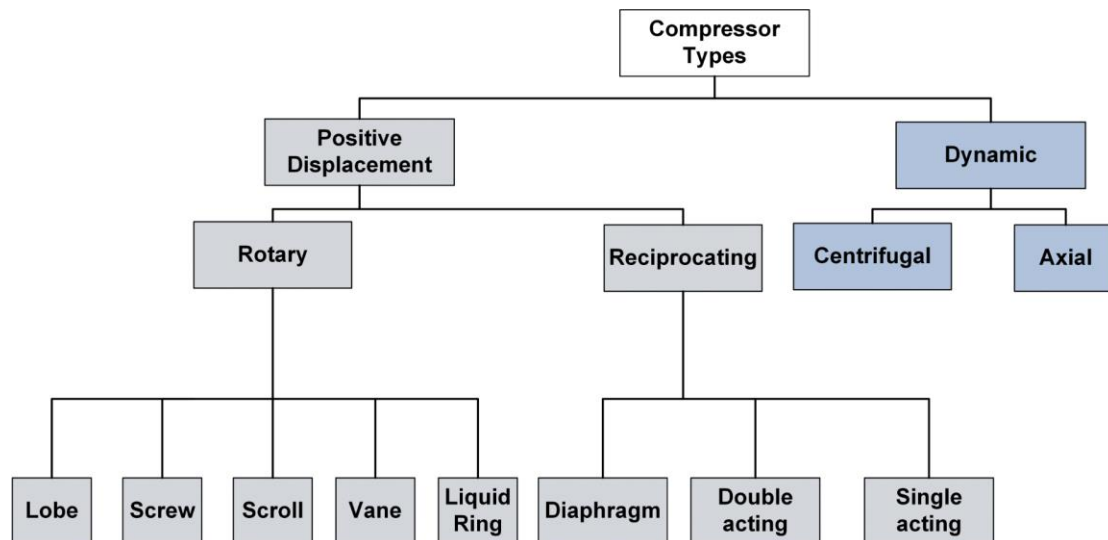 Compressor
Types
Positive
Displacement
Dynamic
Rotary
Reciprocating
Centrifugal
Axial
Lobe
Screw
Scroll
Vane
Liquid
Ring
Diaphragm
Double
acting
Single
acting